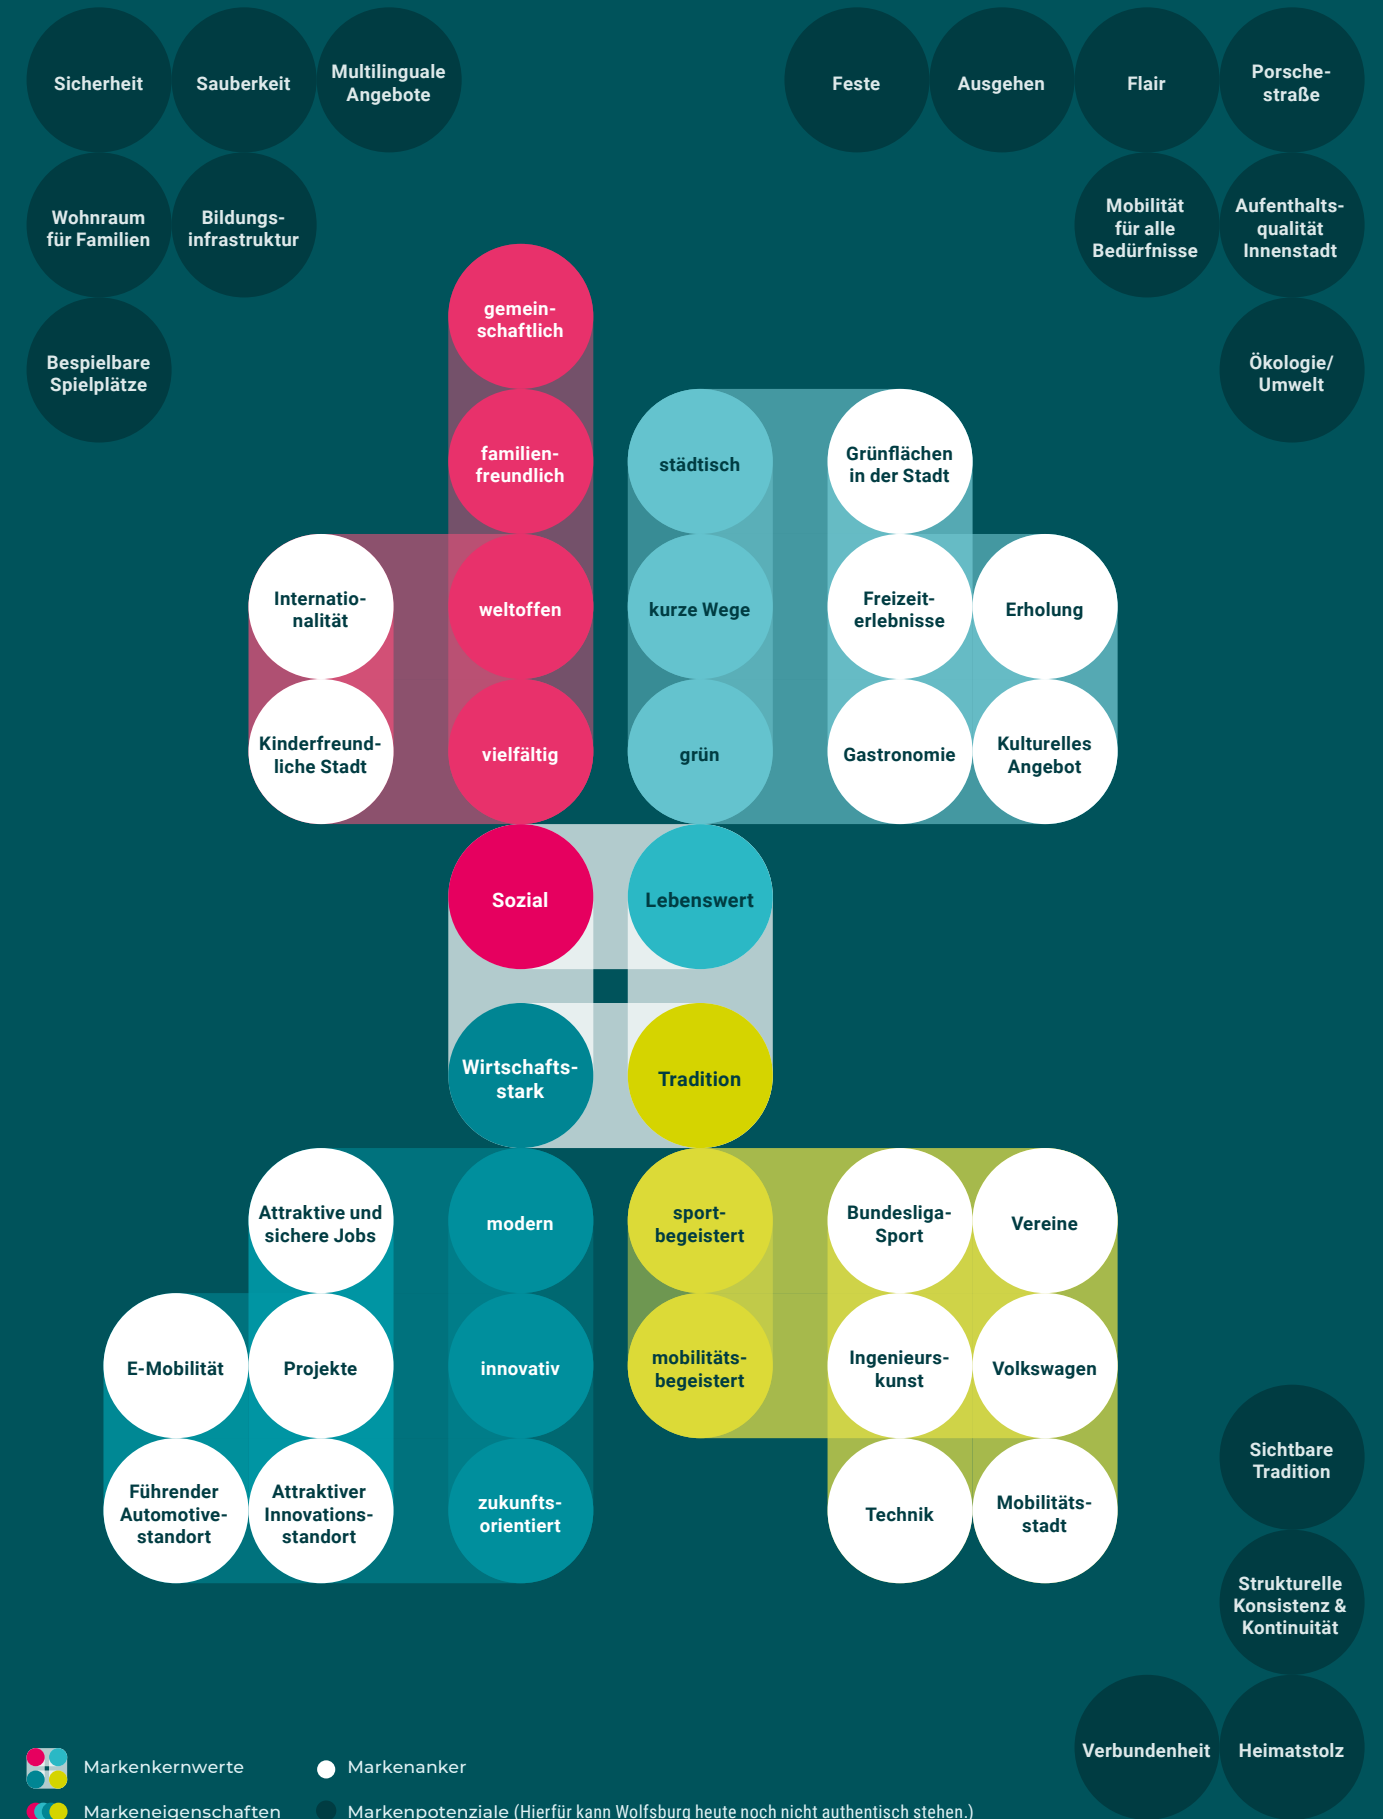 Sicherheit
Sauberkeit
Multilinguale
Angebote
Wohnraum
für Familien
Bildungs-
infrastruktur
Bespielbare
Spielplätze
Feste
Ausgehen
Flair
Porsche-
straße
Mobilität
für alle
Bedürfnisse
Aufenthalts-
qualität
Innenstadt
Ökologie/
Umwelt
gemein-
schaftlich
familien-
freundlich
weltoffen
vielfältig
Internatio-
nalität
Kinderfreund-
liche Stadt
städtisch
kurze Wege
grün
Grünflächen
in der Stadt
Freizeit-
erlebnisse
Erholung
Gastronomie
Kulturelles
Angebot
Sozial
Lebenswert
Wirtschafts-
stark
Tradition
Attraktive und
sichere Jobs
modern
E-Mobilität
Projekte
innovativ
Führender
Automotive-
standort
Attraktiver
Innovations-
standort
zukunfts-
orientiert
sport-
begeistert
Bundesliga-
Sport
Vereine
mobilitäts-
begeistert
Ingenieurs-
kunst
Volkswagen
Technik
Mobilitäts-
stadt
Sichtbare
Tradition
Strukturelle
Konsistenz &
Kontinuität
Verbundenheit
Heimatstolz
Markenkernwerte
Markenanker
Markeneigenschaften
Markenpotenziale (Hierfür kann Wolfsburg heute noch nicht authentisch stehen.)